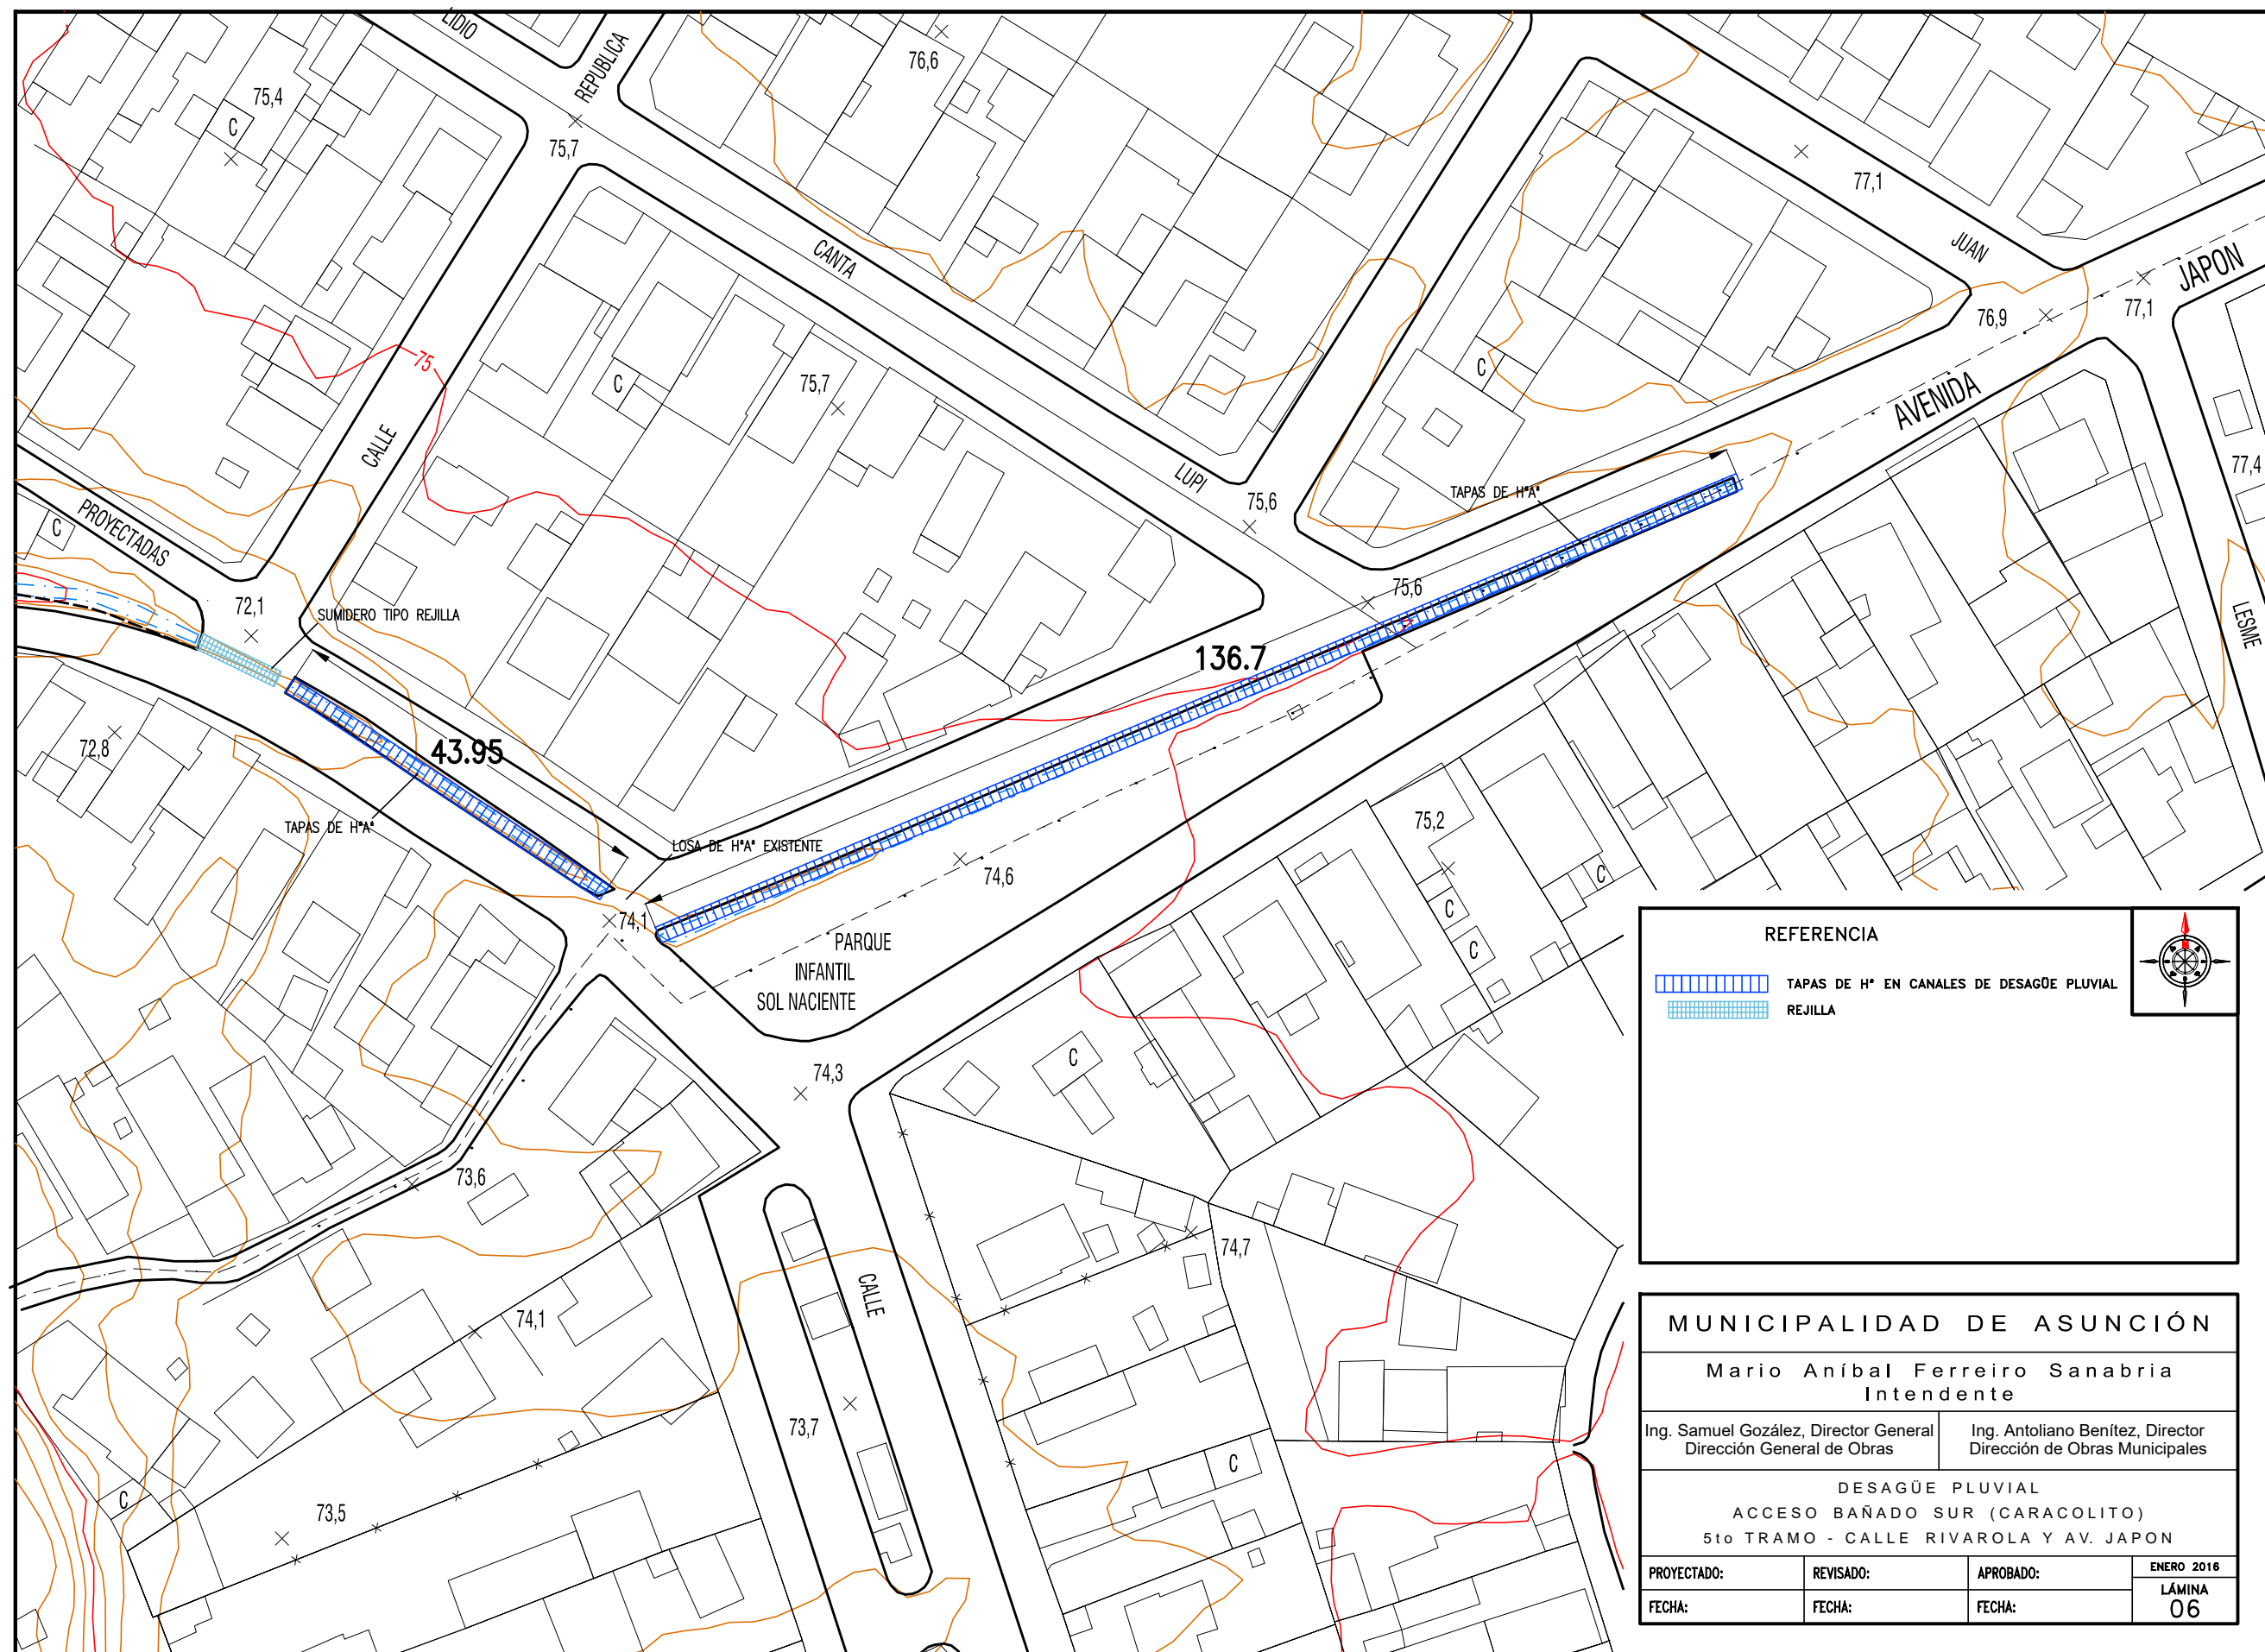 LIDIO
REPUBLICA
76,6
75,4
C
75,7
77,1
CANTA
JUAN
JAPON
77,1
76,9
75
C
75,7
C
AVENIDA
CALLE
LUPI
75,6
TAPAS DE HªAª
77,4
PROYECTADAS
C
72,1
SUMIDERO TIPO REJILLA
75,6
LESME
136.7
72,8
43.95
TAPAS DE HªAª
LOSA DE HªAª EXISTENTE
75,2
74,6
C
C
C
74,1
PARQUE
INFANTIL
SOL NACIENTE
74,3
C
73,6
74,7
74,1
CALLE
73,7
C
C
73,5
REFERENCIA
N
TAPAS DE Hª EN CANALES DE DESAGÜE PLUVIAL
REJILLA
MUNICIPALIDAD DE ASUNCIÓN
Mario Aníbal Ferreiro Sanabria
Intendente
Ing. Samuel Gozález, Director General
Dirección General de Obras
Ing. Antoliano Benítez, Director
Dirección de Obras Municipales
DESAGÜE PLUVIAL
ACCESO BAÑADO SUR (CARACOLITO)
5to TRAMO - CALLE RIVAROLA Y AV. JAPON
PROYECTADO:
REVISADO:
APROBADO:
ENERO 2016
FECHA:
FECHA:
FECHA:
LÁMINA
06